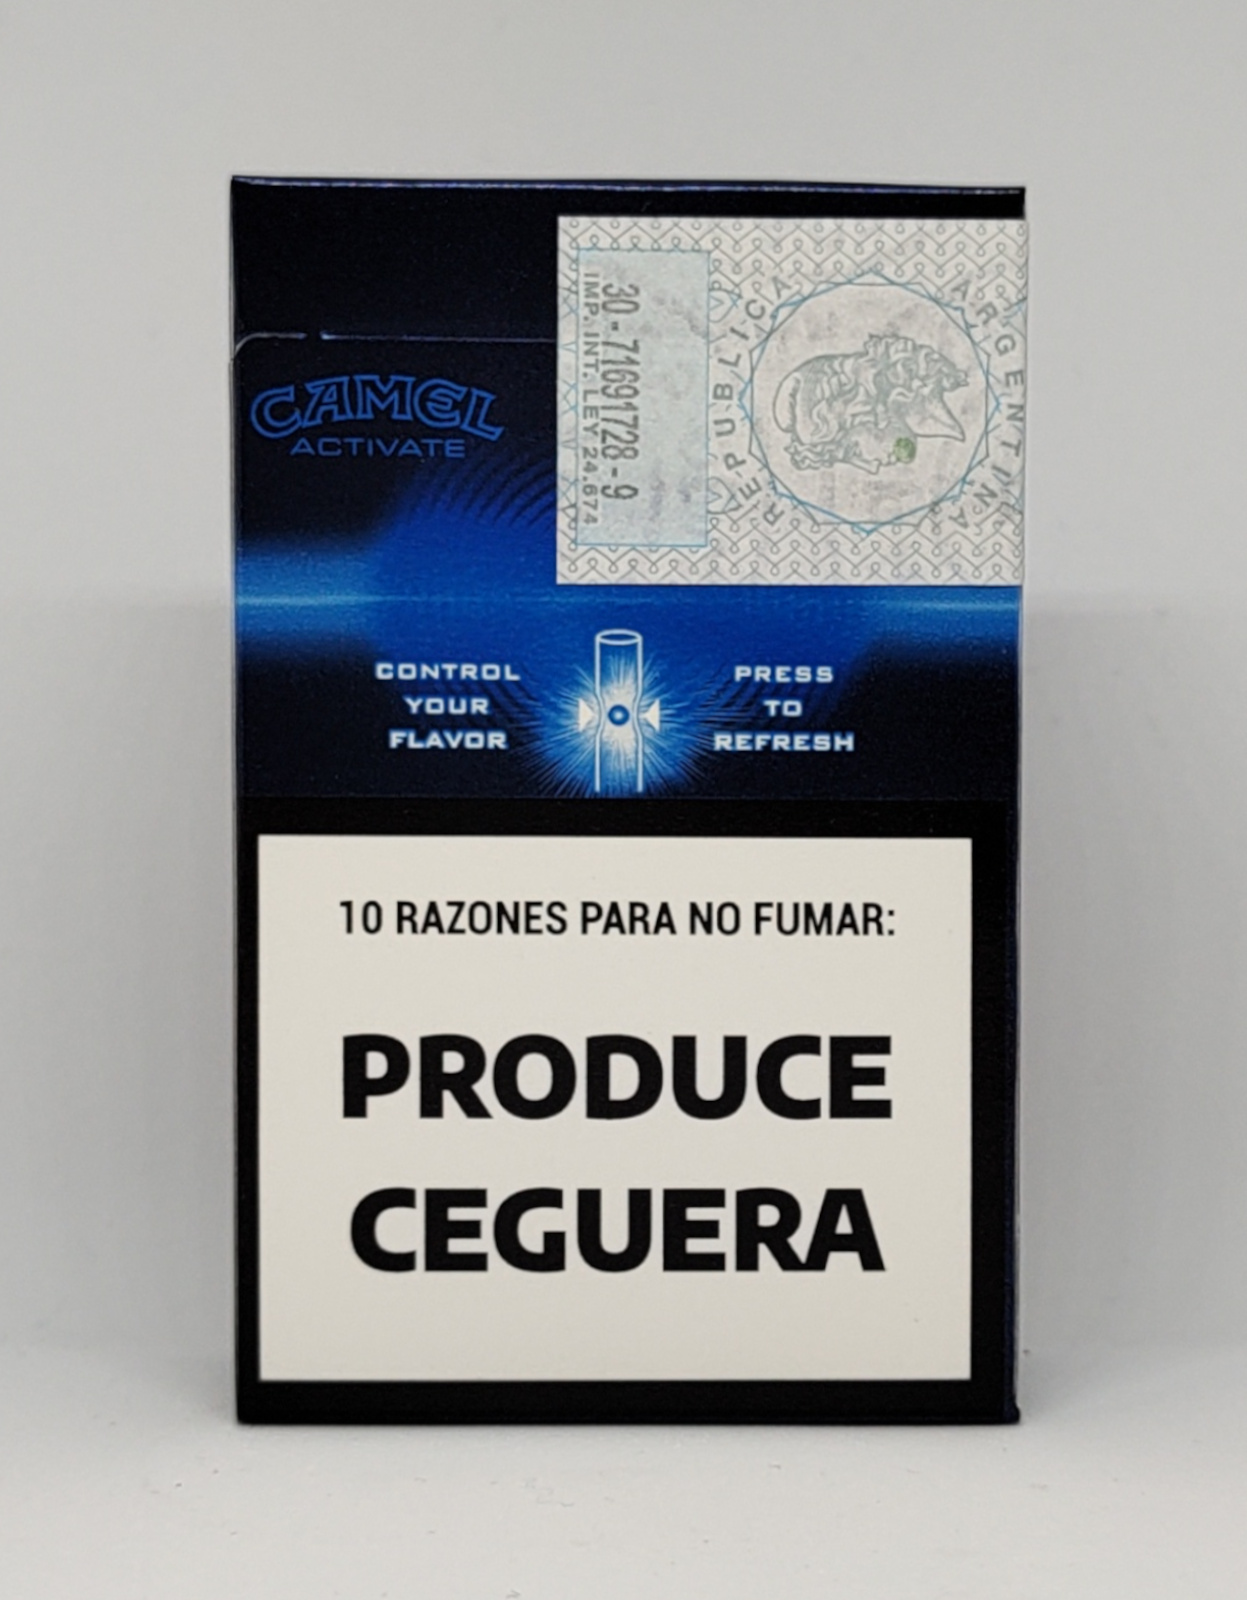 CAMEL
ACTIVATE
30-71691728-9
IMP. INT. LEY 24.674
REPUBLICA ARGENTINA
CONTROL
YOUR
FLAVOR
PRESS
TO
REFRESH
10 RAZONES PARA NO FUMAR:
PRODUCE
CEGUERA